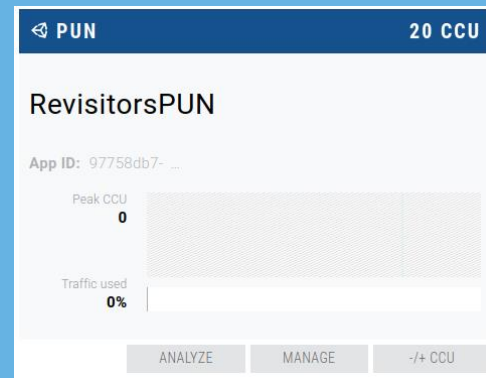 PUN 20 CCU
RevisitorsPUN
App ID: 97758db7- ...
Peak CCU
0
Traffic used
0%
ANALYZE MANAGE -/+ CCU